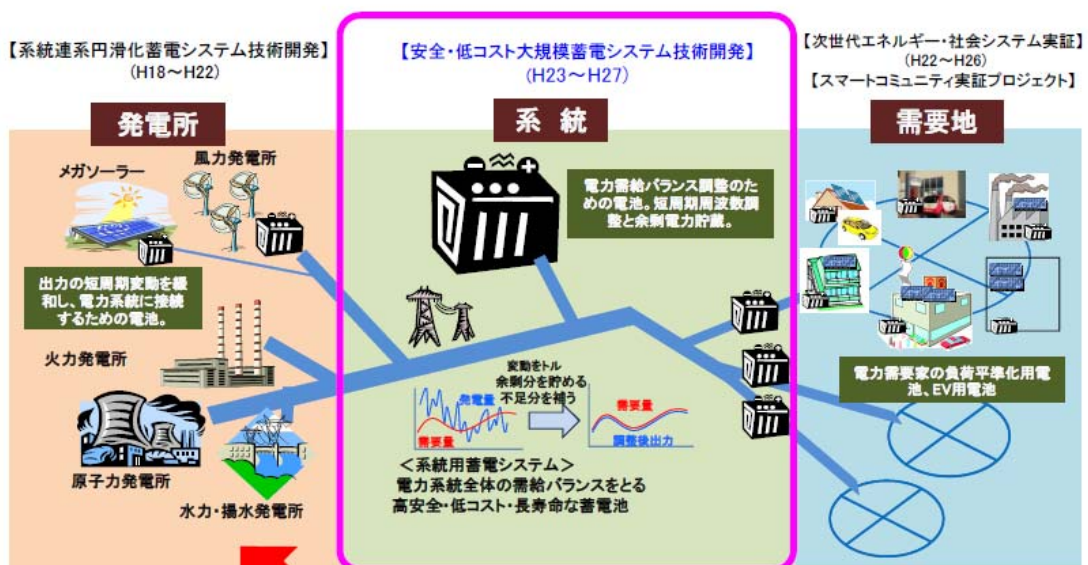 【系統連系円滑化蓄電システム技術開発】
(H18~H22)
【安全・低コスト大規模蓄電システム技術開発】
(H23~H27)
【次世代エネルギー・社会システム実証】
(H22~H26)
【スマートコミュニティ実証プロジェクト】
発電所
系統
需要地
メガソーラー
風力発電所
出力の短周期変動を緩
和し、電力系統に接続
するための電池。
火力発電所
原子力発電所
水力・揚水発電所
電力需給バランス調整のた
めの電池。短周期周波数調
整と余剰電力貯蔵。
発電量
需要量
変動をトル
余剰分を貯める
不足分を補う
需要量
調整後出力
<系統用蓄電システム>
電力系統全体の需給バランスをとる
高安全・低コスト・長寿命な蓄電池
電力需要家の負荷平準化用電
池、EV用電池